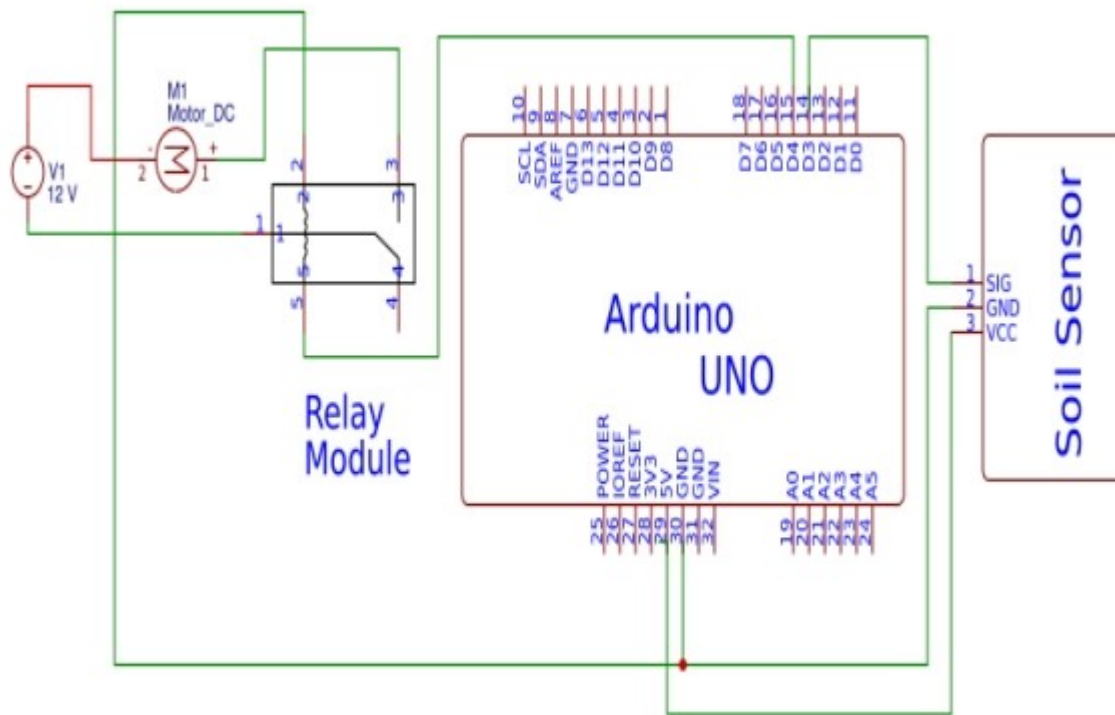 M1
Motor_DC
-
+
2
1
+
-
V1
12 V
2
3
2
3
1
1
5
4
5
4
Relay
Module
10
9
8
7
6
5
4
3
2
1
18
17
16
15
14
13
12
11
SCL
SDA
AREF
GND
D13
D12
D11
D10
D9
D8
D7
D6
D5
D4
D3
D2
D1
D0
Arduino
UNO
POWER
IOREF
RESET
3V3
5V
GND
GND
VIN
A0
A1
A2
A3
A4
A5
25
26
27
28
29
30
31
32
19
20
21
22
23
24
1 SIG
2 GND
3 VCC
Soil Sensor